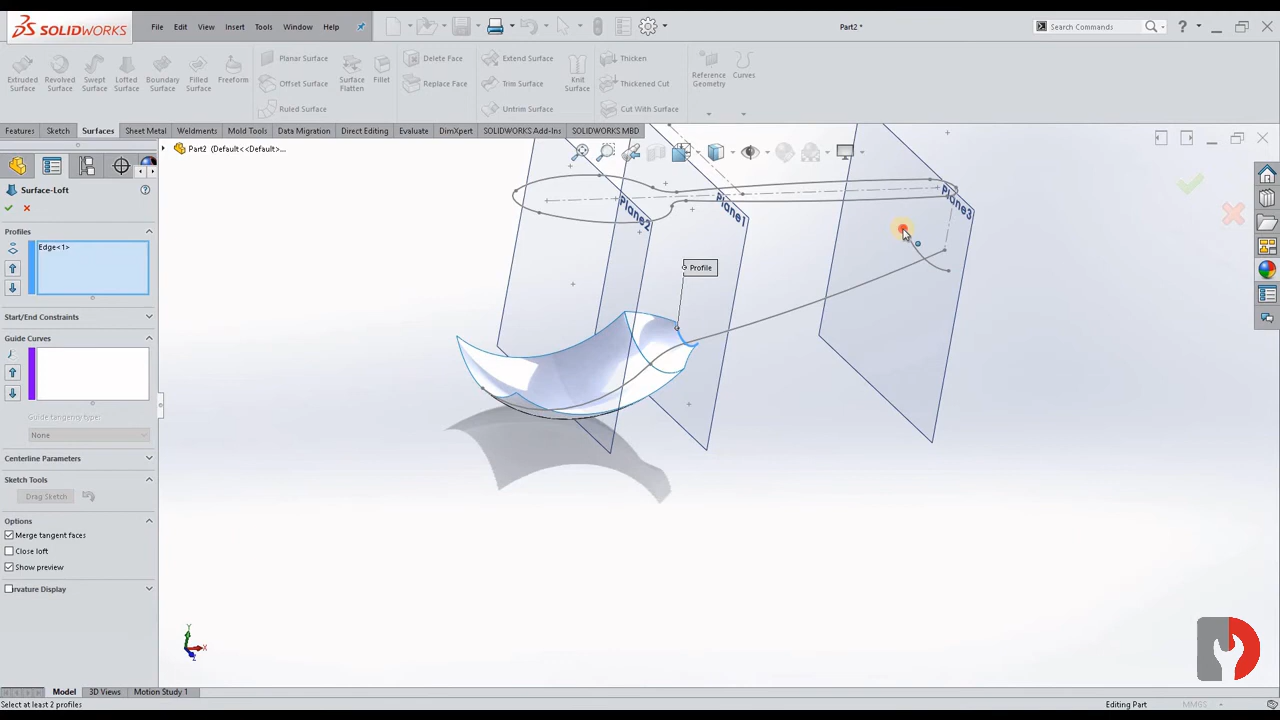 SOLIDWORKS
File Edit View Insert Tools Window Help
Part2 *
Search Commands
Extruded Surface
Revolved Surface
Swept Surface
Lofted Surface
Boundary Surface
Filled Surface
Freeform
Planar Surface
Offset Surface
Ruled Surface
Surface Flatten
Fillet
Delete Face
Replace Face
Extend Surface
Trim Surface
Untrim Surface
Knit Surface
Thicken
Thickened Cut
Cut With Surface
Reference Geometry
Curves
Features Sketch Surfaces Sheet Metal Weldments Mold Tools Data Migration Direct Editing Evaluate DimXpert SOLIDWORKS Add-Ins SOLIDWORKS MBD
Part2 (Default<<Default>...
Surface-Loft
Profiles
Edge<1>
Start/End Constraints
Guide Curves
Guide tangency type:
None
Centerline Parameters
Sketch Tools
Drag Sketch
Options
Merge tangent faces
Close loft
Show preview
Curvature Display
Plane2
Plane1
Plane3
Profile
Y
X
Z
Model 3D Views Motion Study 1
Select at least 2 profiles
Editing Part
MMGS